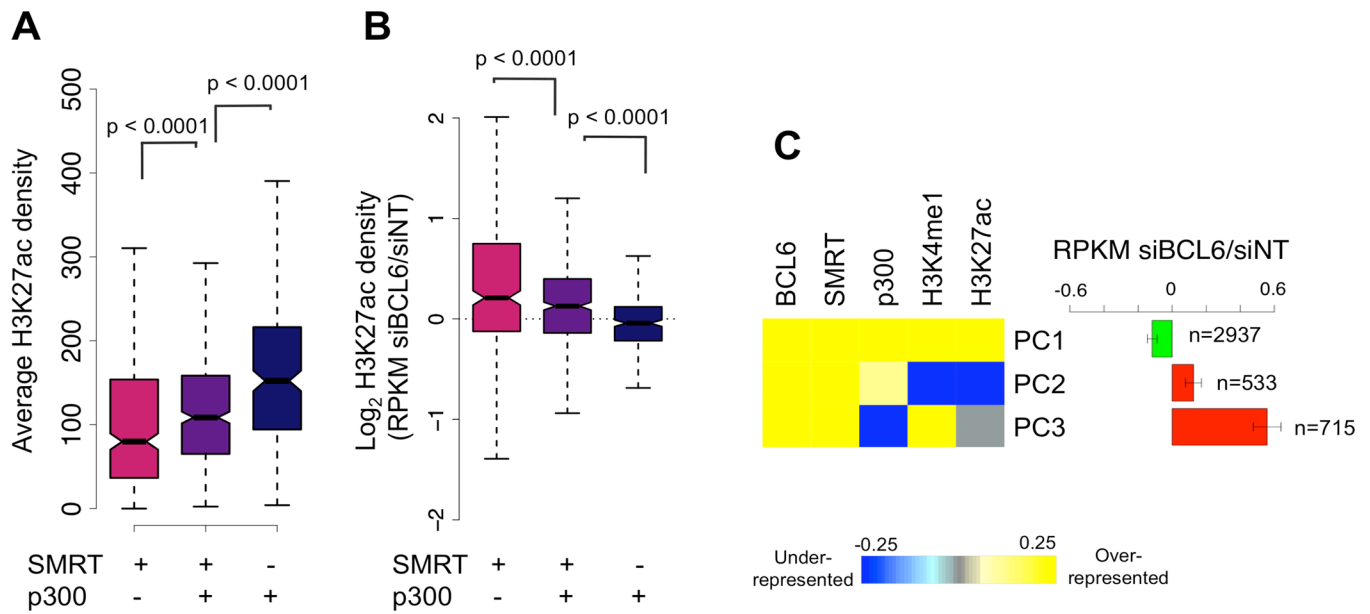 A
Average H3K27ac density
500
400
300
200
100
0
p < 0.0001
p < 0.0001
SMRT + + -
p300 - + +
B
Log2 H3K27ac density
(RPKM siBCL6/siNT)
2
1
0
−1
−2
p < 0.0001
p < 0.0001
SMRT + + -
p300 - + +
C
BCL6
SMRT
p300
H3K4me1
H3K27ac
RPKM siBCL6/siNT
-0.6 0 0.6
PC1 n=2937
PC2 n=533
PC3 n=715
-0.25 0.25
Under-
represented
Over-
represented